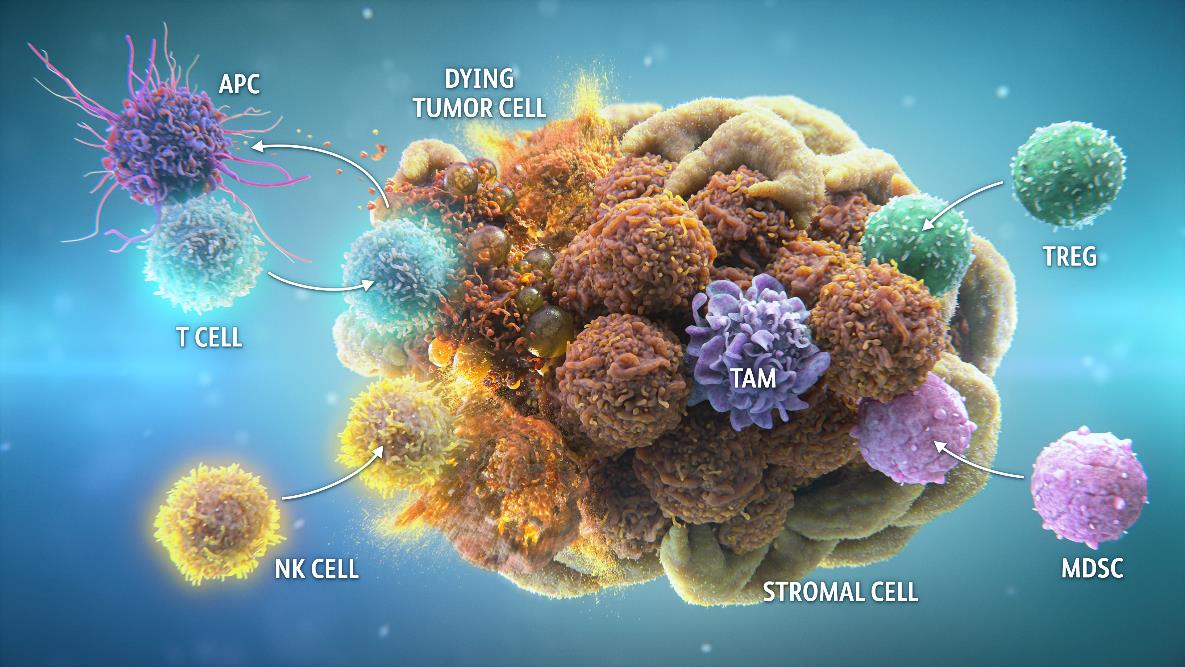 APC
DYING
TUMOR CELL
TREG
T CELL
TAM
NK CELL
MDSC
STROMAL CELL